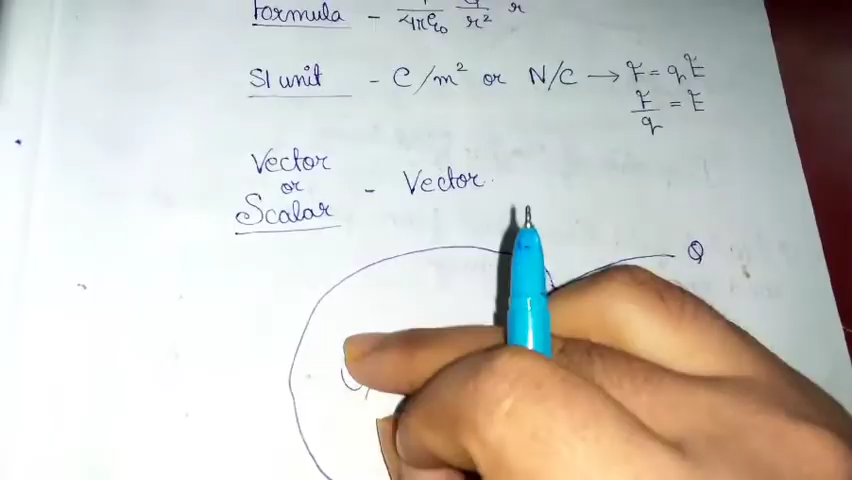 Formula - 1/4πε₀ Q/r² r
SI unit - C/m² or N/C → F = qE
F/q = E
Vector
or - Vector.
Scalar
Q